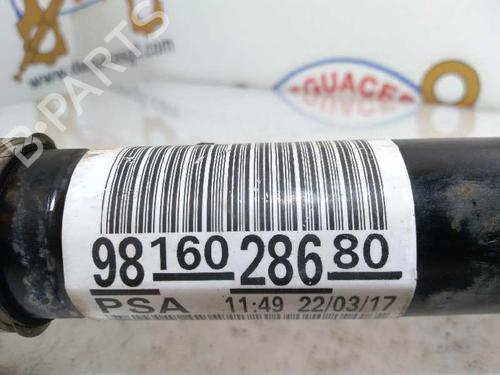 GUACE
B-PARTS
98 160 286 80
PSA 11:49 22/03/17